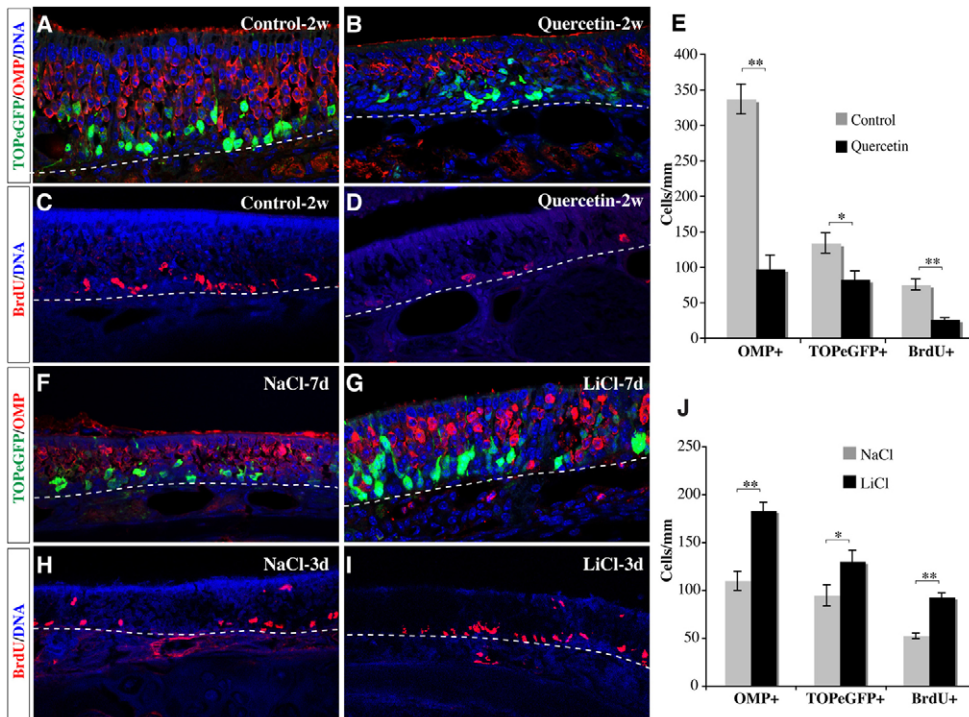 A
Control-2w
B
Quercetin-2w
TOPeGFP/OMP/DNA
C
Control-2w
D
Quercetin-2w
BrdU/DNA
E
400
350
300
250
200
150
100
50
0
Cells/mm
**
*
**
Control
Quercetin
OMP+
TOPeGFP+
BrdU+
F
NaCl-7d
G
LiCl-7d
TOPeGFP/OMP
H
NaCl-3d
I
LiCl-3d
BrdU/DNA
J
250
200
150
100
50
0
Cells/mm
**
*
**
NaCl
LiCl
OMP+
TOPeGFP+
BrdU+